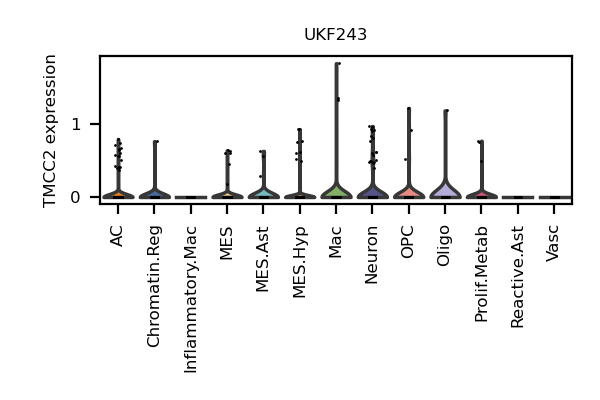 UKF243
TMCC2 expression
1
0
AC
Chromatin.Reg
Inflammatory.Mac
MES
MES.Ast
MES.Hyp
Mac
Neuron
OPC
Oligo
Prolif.Metab
Reactive.Ast
Vasc